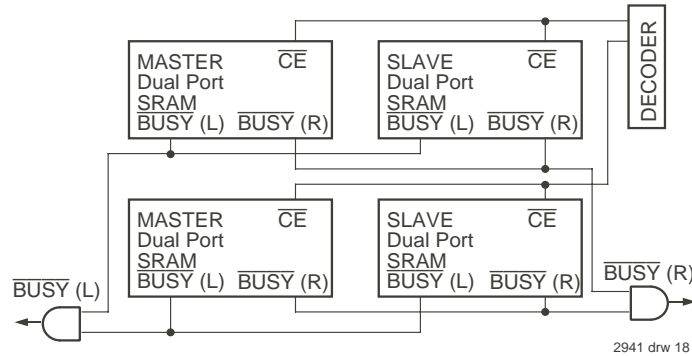 MASTER
Dual Port
SRAM
CE
BUSY (L) BUSY (R)
SLAVE
Dual Port
SRAM
CE
BUSY (L) BUSY (R)
DECODER
MASTER
Dual Port
SRAM
CE
BUSY (L) BUSY (R)
SLAVE
Dual Port
SRAM
CE
BUSY (L) BUSY (R)
BUSY (L)
BUSY (R)
2941 drw 18